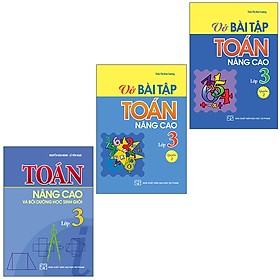 Vở BÀI TẬP
TOÁN
NÂNG CAO
Lớp 3
Vở BÀI TẬP
TOÁN
NÂNG CAO
Lớp 3
TOÁN
NÂNG CAO
VÀ BỒI DƯỠNG HỌC SINH GIỎI
Lớp 3